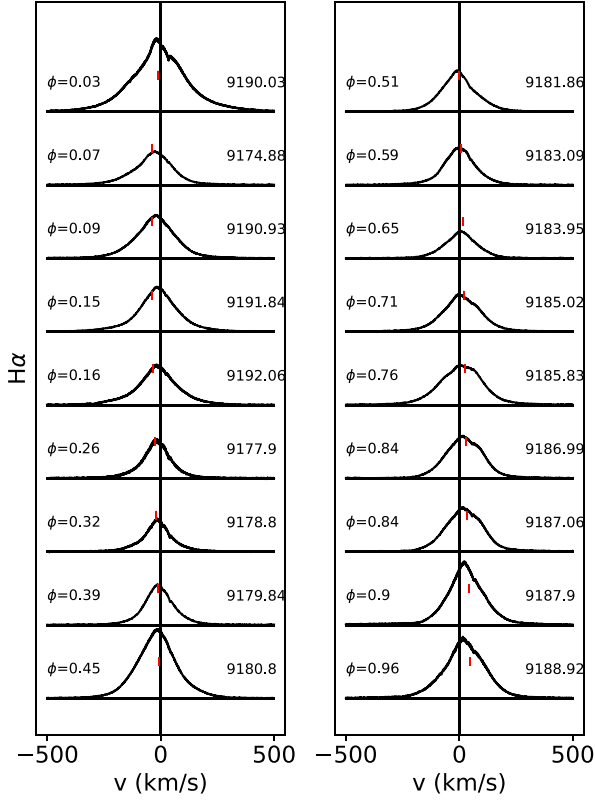 ϕ=0.03 9190.03
ϕ=0.07 9174.88
ϕ=0.09 9190.93
ϕ=0.15 9191.84
ϕ=0.16 9192.06
ϕ=0.26 9177.9
ϕ=0.32 9178.8
ϕ=0.39 9179.84
ϕ=0.45 9180.8
Hα
−500 0 500
v (km/s)
ϕ=0.51 9181.86
ϕ=0.59 9183.09
ϕ=0.65 9183.95
ϕ=0.71 9185.02
ϕ=0.76 9185.83
ϕ=0.84 9186.99
ϕ=0.84 9187.06
ϕ=0.9 9187.9
ϕ=0.96 9188.92
−500 0 500
v (km/s)